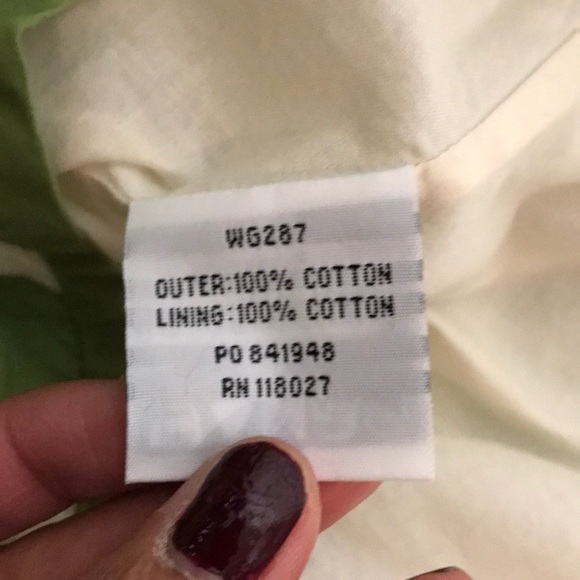 WG287
OUTER:100% COTTON
LINING:100% COTTON
PO 841948
RN 118027